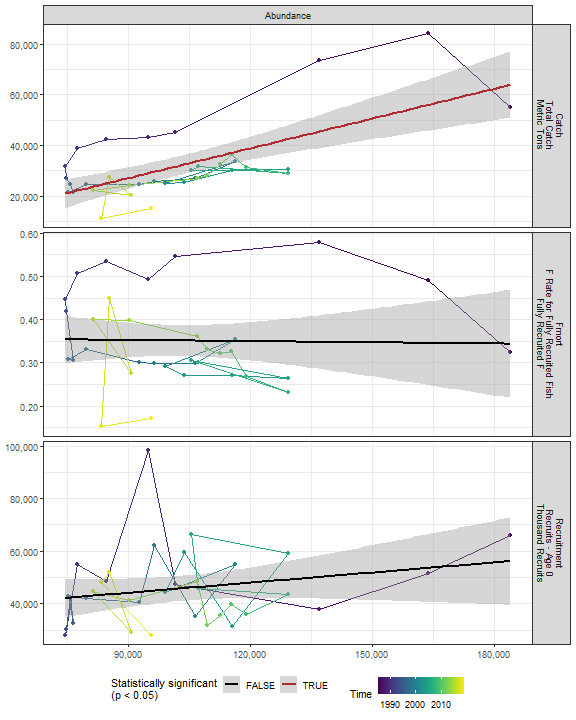 Abundance
80,000
60,000
40,000
20,000
Catch
Total Catch
Metric Tons
0.60
0.50
0.40
0.30
0.20
Fmort
F Rate for Fully Recruited Fish
Fully Recruited F
100,000
80,000
60,000
40,000
Recruitment
Recruits - Age 0
Thousand Recruits
90,000 120,000 150,000 180,000
Statistically significant
(p < 0.05)
FALSE TRUE
Time
1990 2000 2010